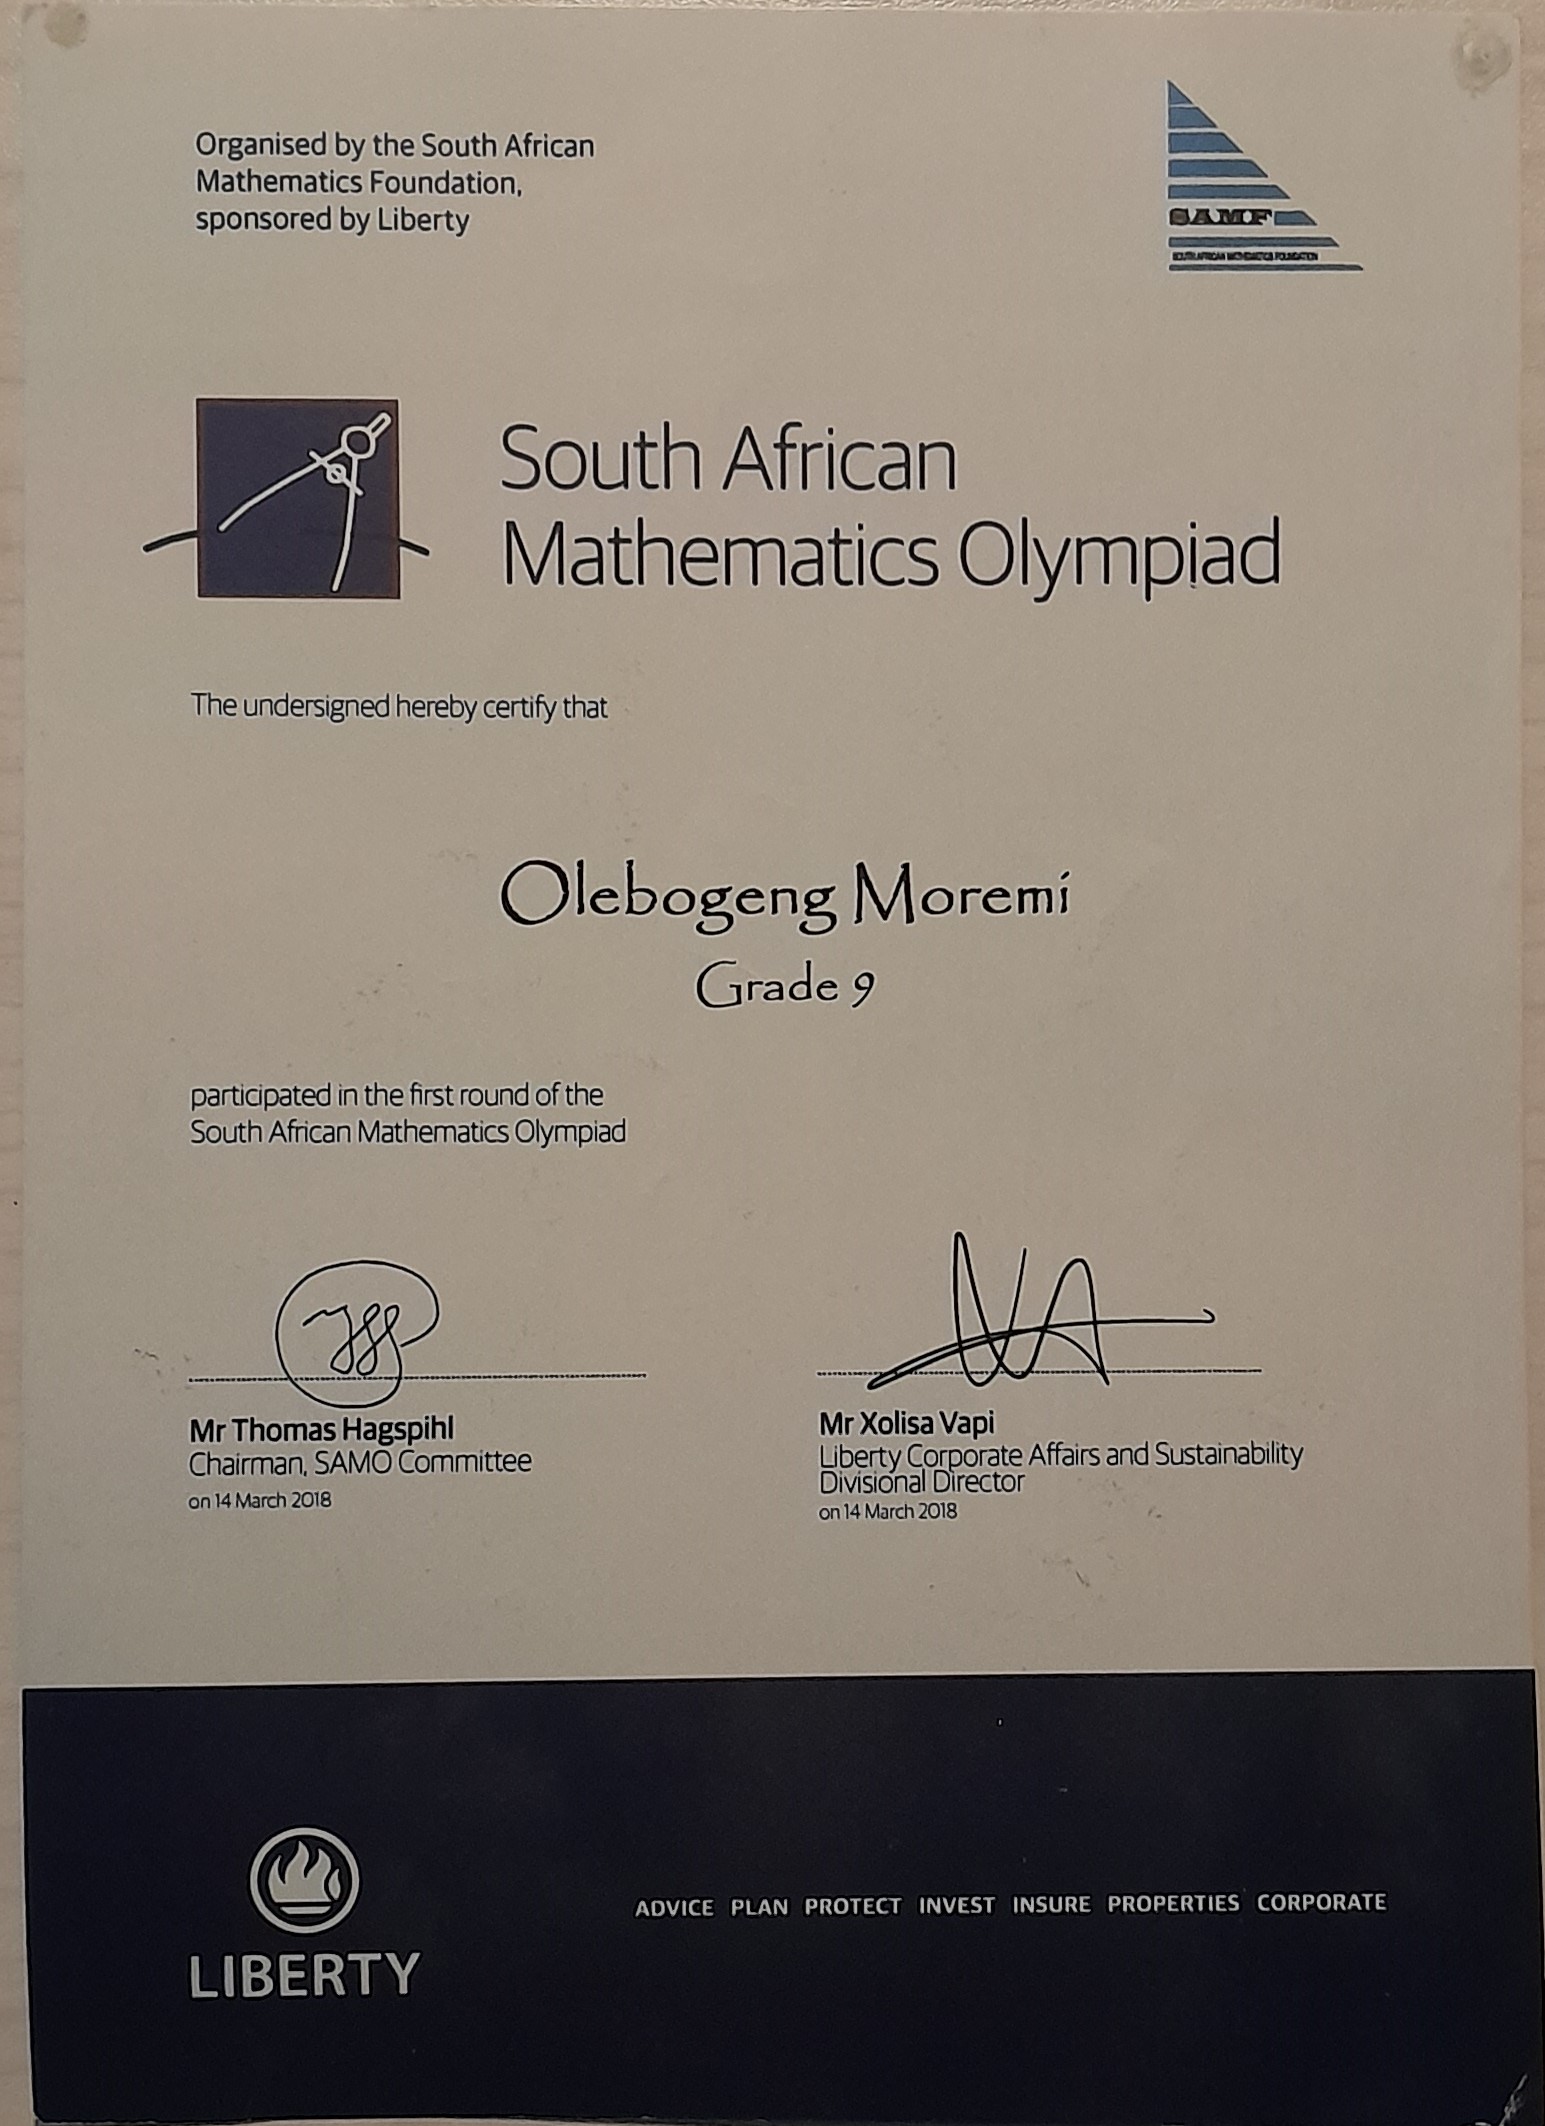 Organised by the South African
Mathematics Foundation,
sponsored by Liberty
SAMF
SOUTH AFRICAN MATHEMATICS FOUNDATION
South African
Mathematics Olympiad
The undersigned hereby certify that
Olebogeng Moremi
Grade 9
participated in the first round of the
South African Mathematics Olympiad
Mr Thomas Hagspihl
Chairman, SAMO Committee
on 14 March 2018
Mr Xolisa Vapi
Liberty Corporate Affairs and Sustainability
Divisional Director
on 14 March 2018
LIBERTY
ADVICE PLAN PROTECT INVEST INSURE PROPERTIES CORPORATE